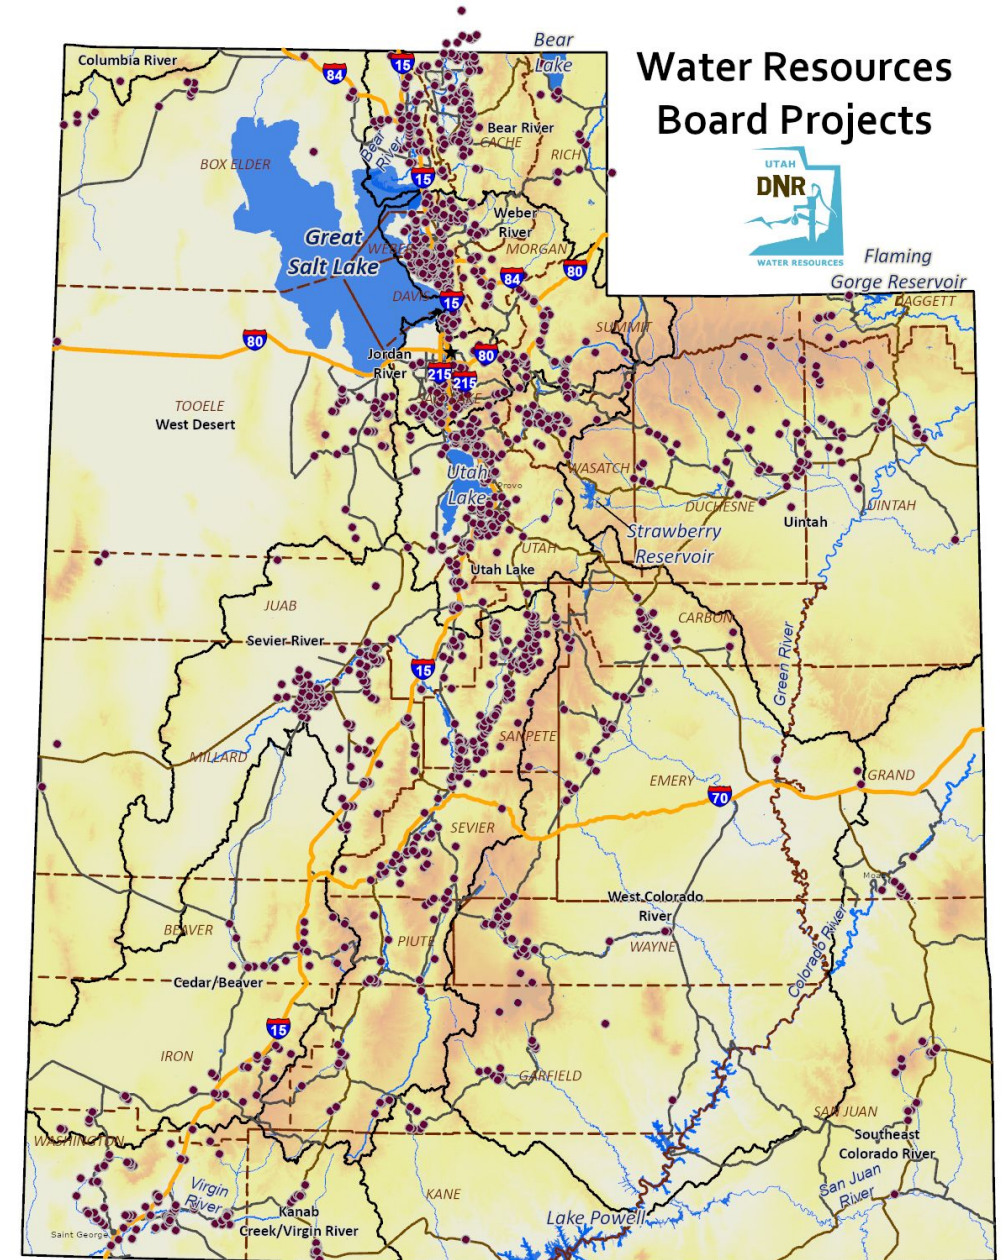 Water Resources
Board Projects
UTAH
DNR
WATER RESOURCES
Columbia River
84
15
Bear
Lake
Bear
River
Bear River
CACHE
RICH
BOX ELDER
15
Weber
River
WEBER
MORGAN
Great
Salt Lake
84
80
Flaming
Gorge Reservoir
DAGGETT
DAVIS
15
SUMMIT
80
Jordan
River
80
215
215
TOOELE
West Desert
Utah
Lake
Provo
WASATCH
DUCHESNE
UINTAH
Uintah
Strawberry
Reservoir
UTAH
Utah Lake
JUAB
CARBON
Sevier River
15
Green River
SANPETE
MILLARD
EMERY
GRAND
70
SEVIER
Moab
West Colorado
River
BEAVER
PIUTE
WAYNE
Colorado River
Cedar/Beaver
15
IRON
GARFIELD
SAN JUAN
WASHINGTON
Southeast
Colorado River
Virgin
River
San Juan
River
KANE
Kanab
Creek/Virgin River
Lake Powell
Saint George